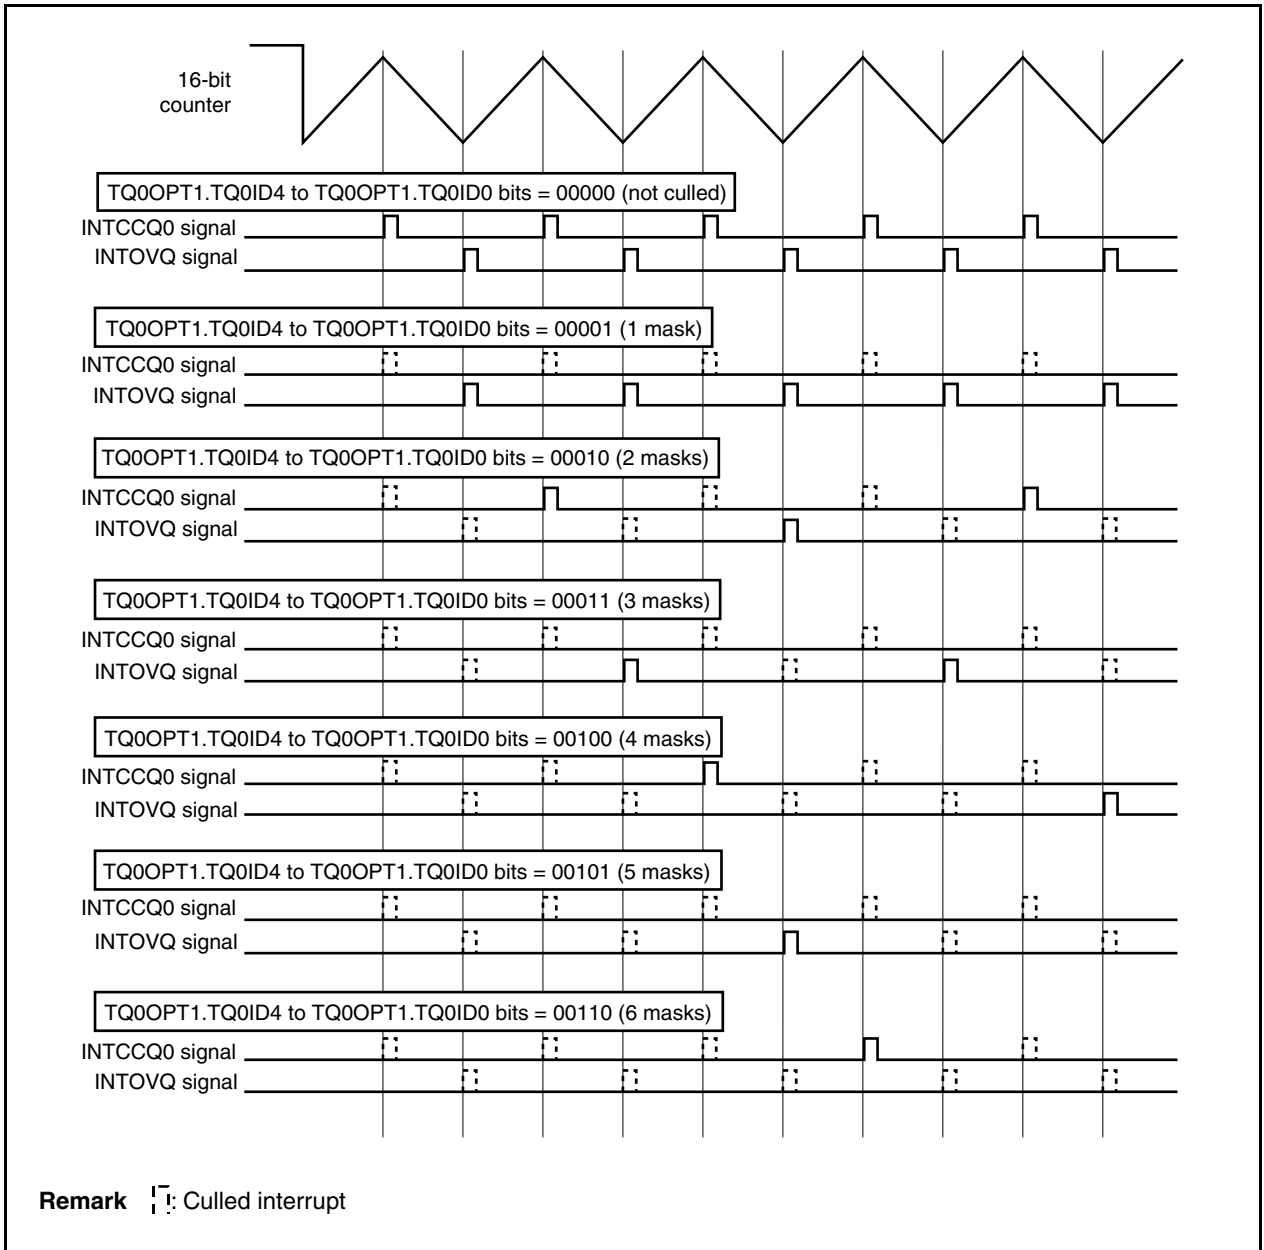 16-bit
counter
TQ0OPT1.TQ0ID4 to TQ0OPT1.TQ0ID0 bits = 00000 (not culled)
INTCCQ0 signal
INTOVQ signal
TQ0OPT1.TQ0ID4 to TQ0OPT1.TQ0ID0 bits = 00001 (1 mask)
INTCCQ0 signal
INTOVQ signal
TQ0OPT1.TQ0ID4 to TQ0OPT1.TQ0ID0 bits = 00010 (2 masks)
INTCCQ0 signal
INTOVQ signal
TQ0OPT1.TQ0ID4 to TQ0OPT1.TQ0ID0 bits = 00011 (3 masks)
INTCCQ0 signal
INTOVQ signal
TQ0OPT1.TQ0ID4 to TQ0OPT1.TQ0ID0 bits = 00100 (4 masks)
INTCCQ0 signal
INTOVQ signal
TQ0OPT1.TQ0ID4 to TQ0OPT1.TQ0ID0 bits = 00101 (5 masks)
INTCCQ0 signal
INTOVQ signal
TQ0OPT1.TQ0ID4 to TQ0OPT1.TQ0ID0 bits = 00110 (6 masks)
INTCCQ0 signal
INTOVQ signal
Remark : Culled interrupt